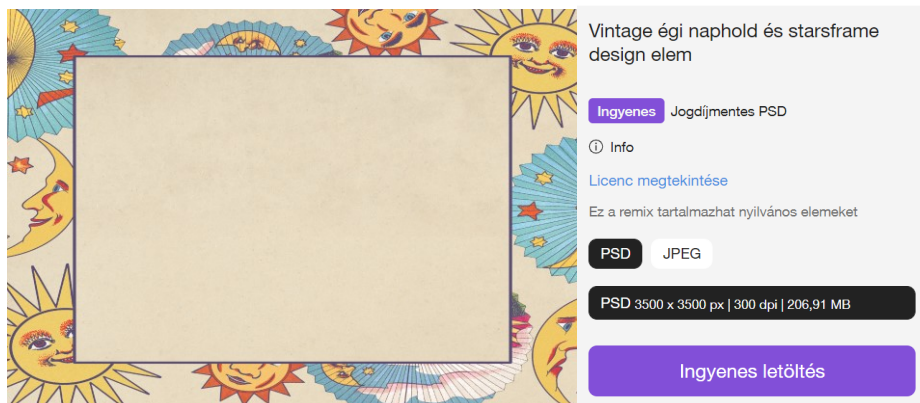 Vintage égi naphold és starsframe
design elem
Ingyenes Jogdíjmentes PSD
Info
Licenc megtekintése
Ez a remix tartalmazhat nyilvános elemeket
PSD JPEG
PSD 3500 x 3500 px | 300 dpi | 206,91 MB
Ingyenes letöltés